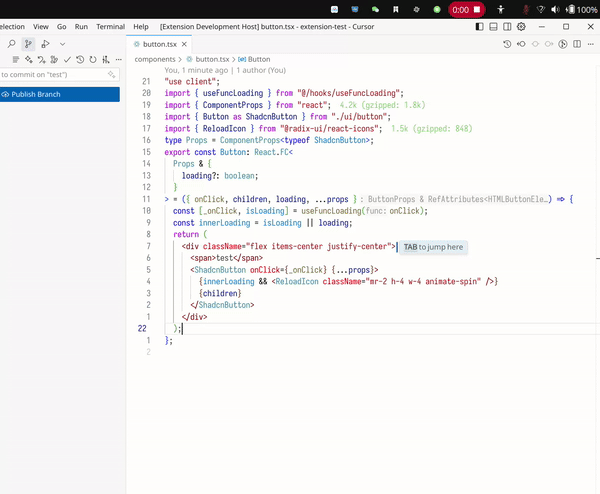 0:00
100%
election View Go Run Terminal Help
[Extension Development Host] button.tsx - extension-test - Cursor
button.tsx
to commit on "test")
components > button.tsx > Button
Publish Branch
You, 1 minute ago | 1 author (You)
21 "use client";
20 import { useFuncLoading } from "@/hooks/useFuncLoading";
19 import { ComponentProps } from "react"; 4.2k (gzipped: 1.8k)
18 import { Button as ShadcnButton } from "./ui/button";
17 import { ReloadIcon } from "@radix-ui/react-icons"; 1.5k (gzipped: 848)
16 type Props = ComponentProps<typeof ShadcnButton>;
15 export const Button: React.FC<
14 Props & {
13 loading?: boolean;
12 }
11 > = ({ onClick, children, loading, ...props } : ButtonProps & RefAttributes<HTMLButtonEle…) => {
10 const [_onClick, isLoading] = useFuncLoading(func: onClick);
9 const innerLoading = isLoading || loading;
8 return (
7 <div className="flex items-center justify-center"> TAB to jump here
6 <span>test</span>
5 <ShadcnButton onClick={_onClick} {...props}>
4 {innerLoading && <ReloadIcon className="mr-2 h-4 w-4 animate-spin" />}
3 {children}
2 </ShadcnButton>
1 </div>
22 );
1 };
2